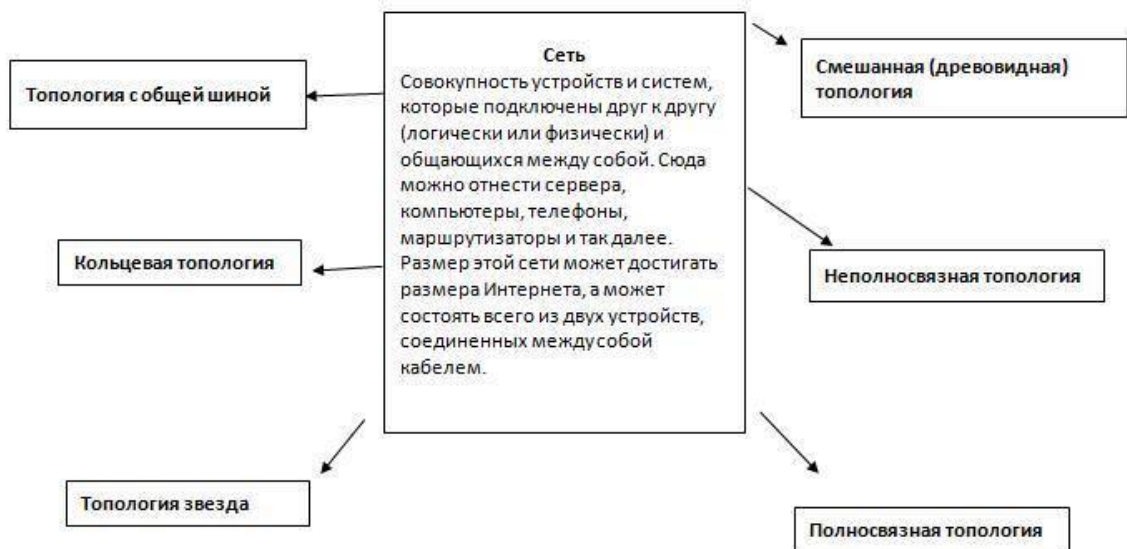 Сеть
Совокупность устройств и систем,
которые подключены друг к другу
(логически или физически) и
общающихся между собой. Сюда
можно отнести сервера,
компьютеры, телефоны,
маршрутизаторы и так далее.
Размер этой сети может достигать
размера Интернета, а может
состоять всего из двух устройств,
соединенных между собой
кабелем.
Топология с общей шиной
Кольцевая топология
Топология звезда
Смешанная (древовидная)
топология
Неполносвязная топология
Полносвязная топология